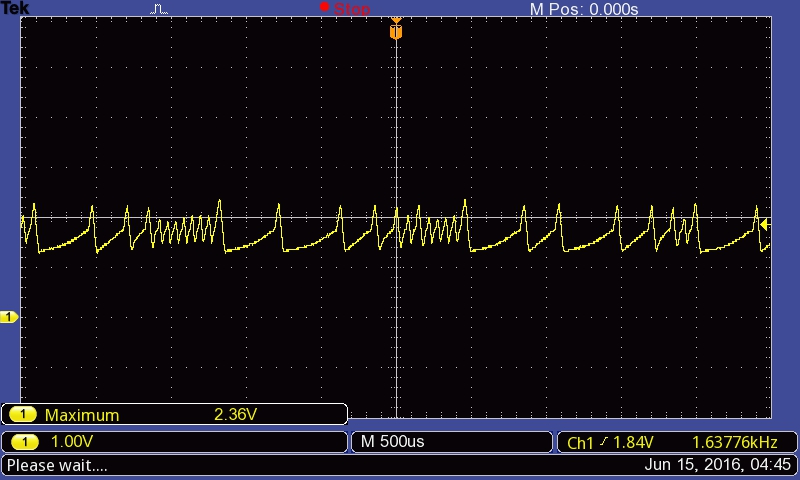 Tek Stop M Pos: 0.000s
T
1
1 Maximum 2.36V
1 1.00V M 500us Ch1 1.84V 1.63776kHz
Please wait.... Jun 15, 2016, 04:45